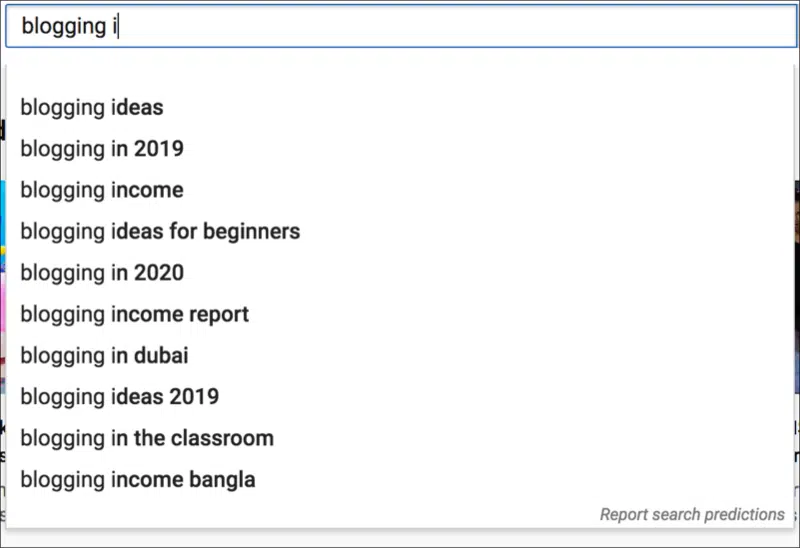 blogging i
blogging ideas
blogging in 2019
blogging income
blogging ideas for beginners
blogging in 2020
blogging income report
blogging in dubai
blogging ideas 2019
blogging in the classroom
blogging income bangla
Report search predictions